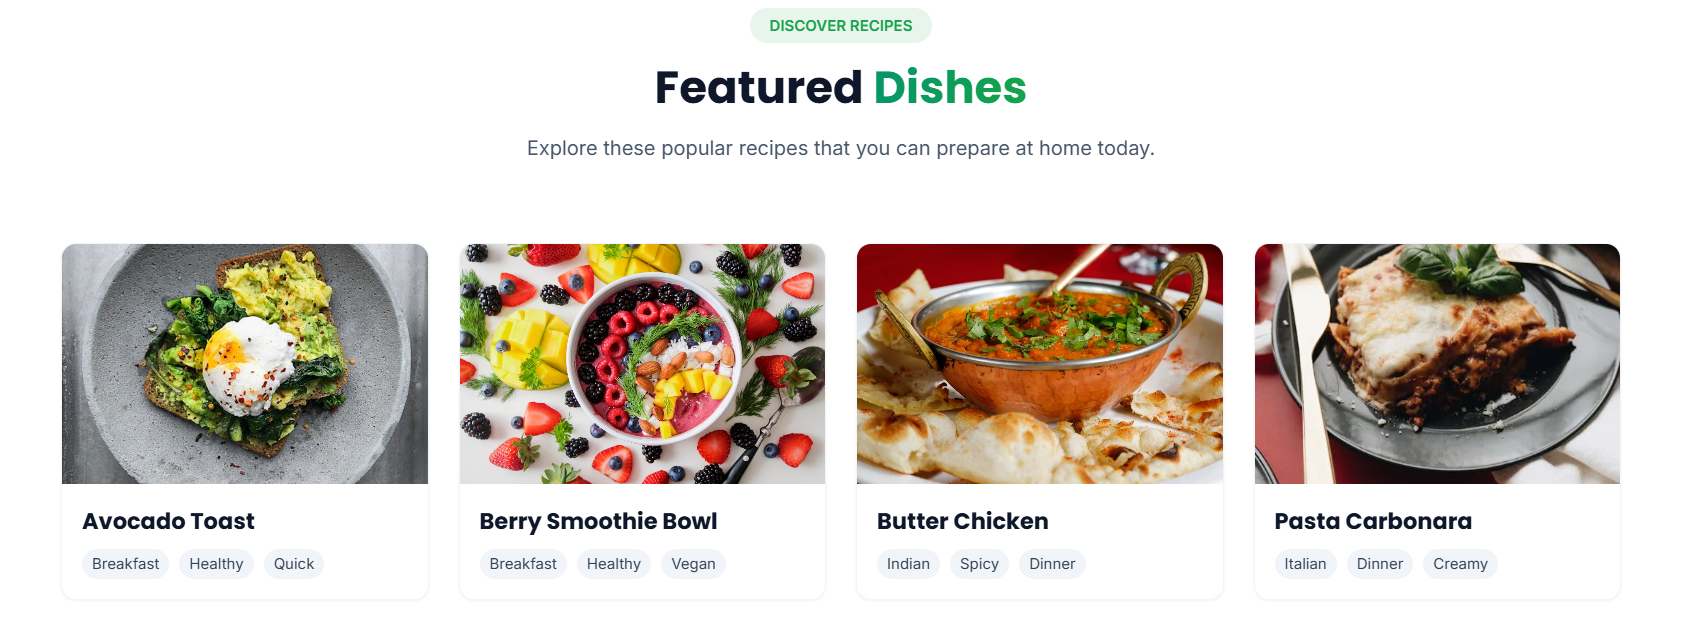 DISCOVER RECIPES
Featured Dishes
Explore these popular recipes that you can prepare at home today.
Avocado Toast
Breakfast Healthy Quick
Berry Smoothie Bowl
Breakfast Healthy Vegan
Butter Chicken
Indian Spicy Dinner
Pasta Carbonara
Italian Dinner Creamy